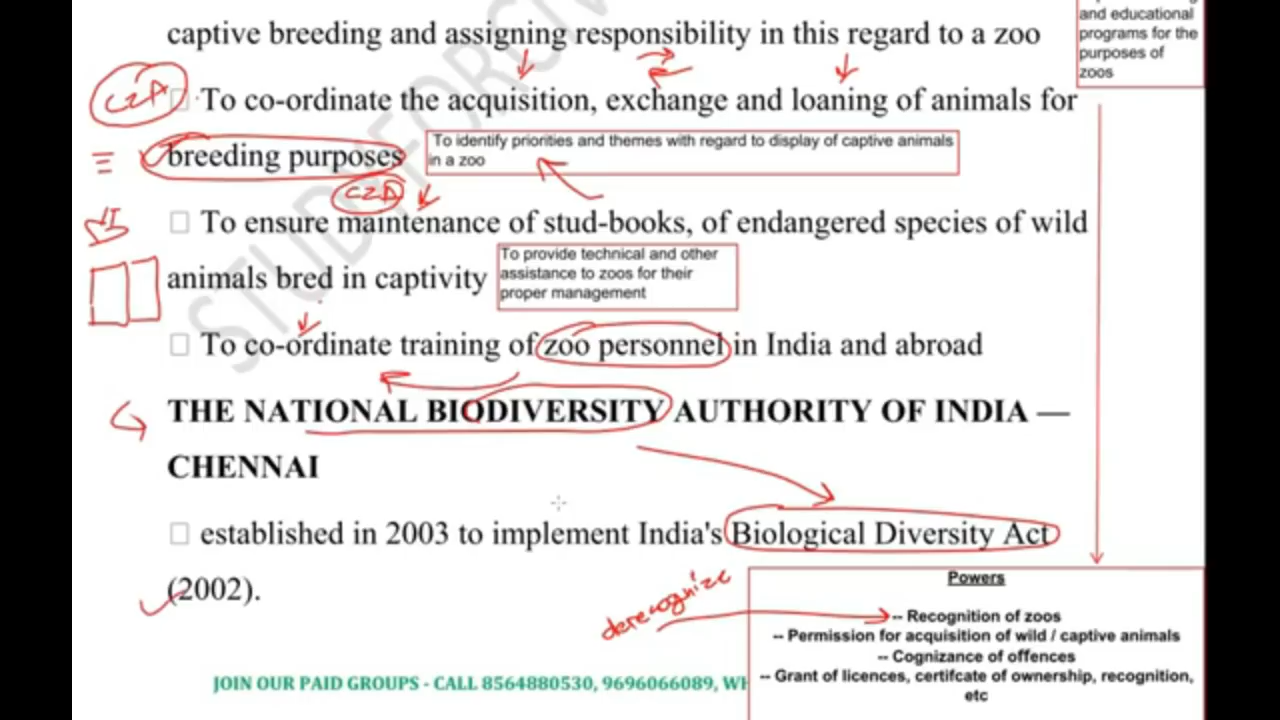 and educational
programs for the
purposes of
zoos
captive breeding and assigning responsibility in this regard to a zoo
CZA
To co-ordinate the acquisition, exchange and loaning of animals for
breeding purposes
To identify priorities and themes with regard to display of captive animals
in a zoo
CZA
To ensure maintenance of stud-books, of endangered species of wild
animals bred in captivity
To provide technical and other
assistance to zoos for their
proper management
To co-ordinate training of zoo personnel in India and abroad
THE NATIONAL BIODIVERSITY AUTHORITY OF INDIA —
CHENNAI
established in 2003 to implement India's Biological Diversity Act
(2002).
derecognize
Powers
-- Recognition of zoos
-- Permission for acquisition of wild / captive animals
-- Cognizance of offences
-- Grant of licences, certifcate of ownership, recognition,
etc
JOIN OUR PAID GROUPS - CALL 8564880530, 9696066089, WH
STUDYFORCIV